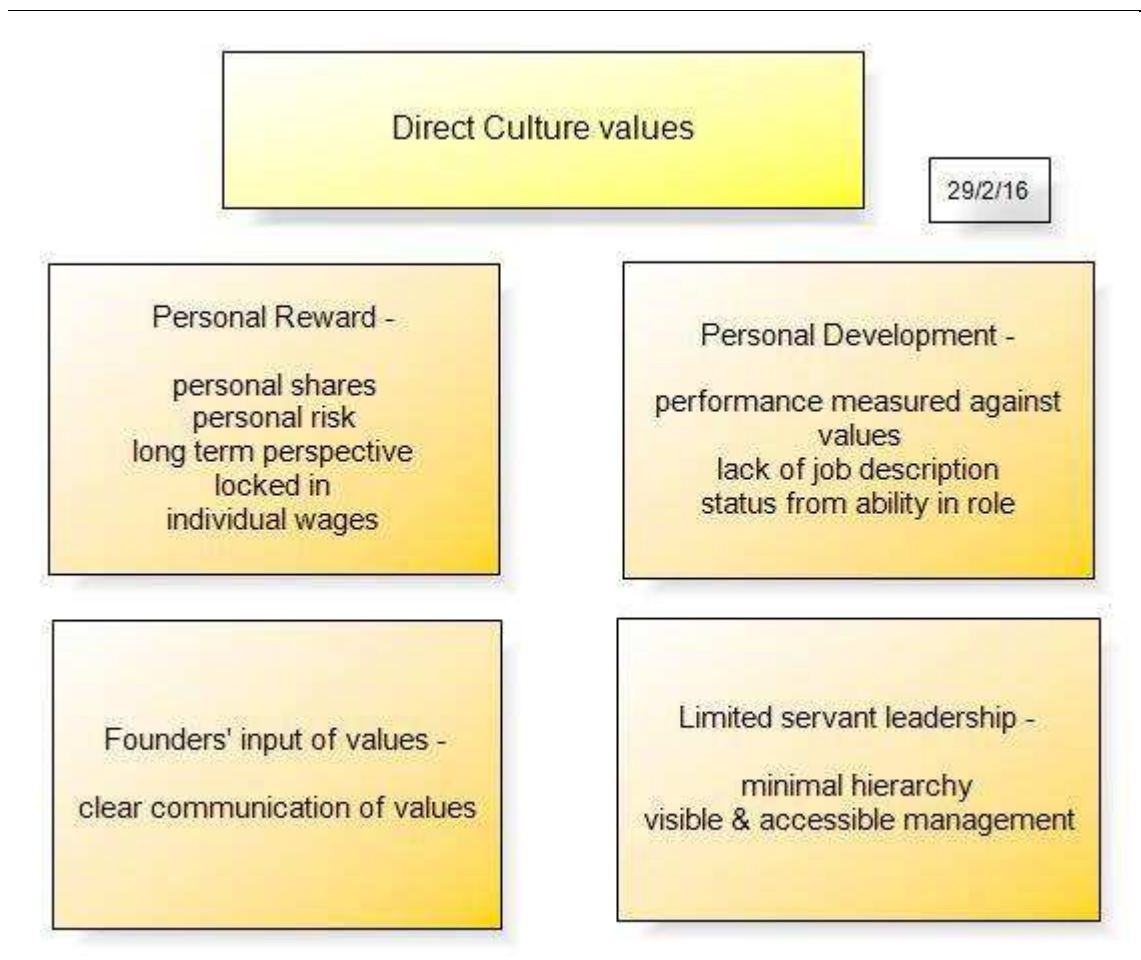 Direct Culture values
29/2/16
Personal Reward -
personal shares
personal risk
long term perspective
locked in
individual wages
Personal Development -
performance measured against
values
lack of job description
status from ability in role
Founders' input of values -
clear communication of values
Limited servant leadership -
minimal hierarchy
visible & accessible management